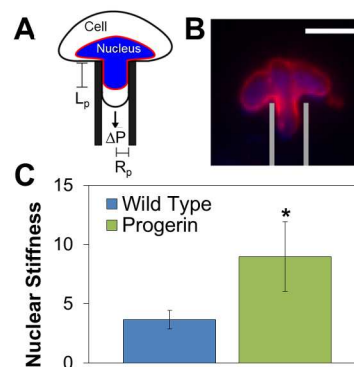 A
Cell
Nucleus
Lp
ΔP
Rp
B
C
Nuclear Stiffness
15
10
5
0
Wild Type
Progerin
*